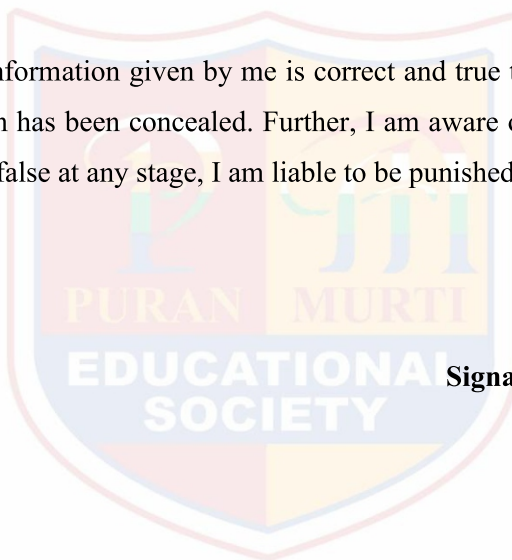 nformation given by me is correct and true t
n has been concealed. Further, I am aware o
false at any stage, I am liable to be punished
P M
PURAN MURTI
EDUCATIONAL
Signa
SOCIETY